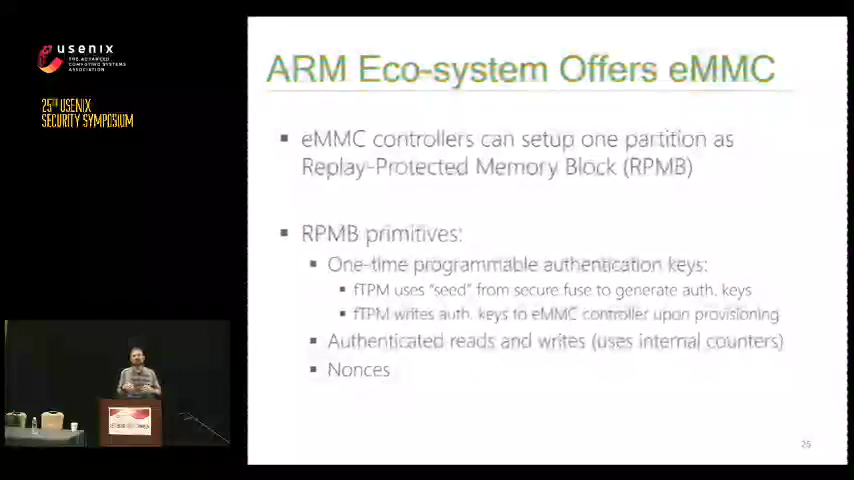 usenix
THE ADVANCED
COMPUTING SYSTEMS
ASSOCIATION
25TH USENIX
SECURITY SYMPOSIUM
ARM Eco-system Offers eMMC
▪ eMMC controllers can setup one partition as
Replay-Protected Memory Block (RPMB)
▪ RPMB primitives:
▪ One-time programmable authentication keys:
▪ fTPM uses "seed" from secure fuse to generate auth. keys
▪ fTPM writes auth. keys to eMMC controller upon provisioning
▪ Authenticated reads and writes (uses internal counters)
▪ Nonces
25